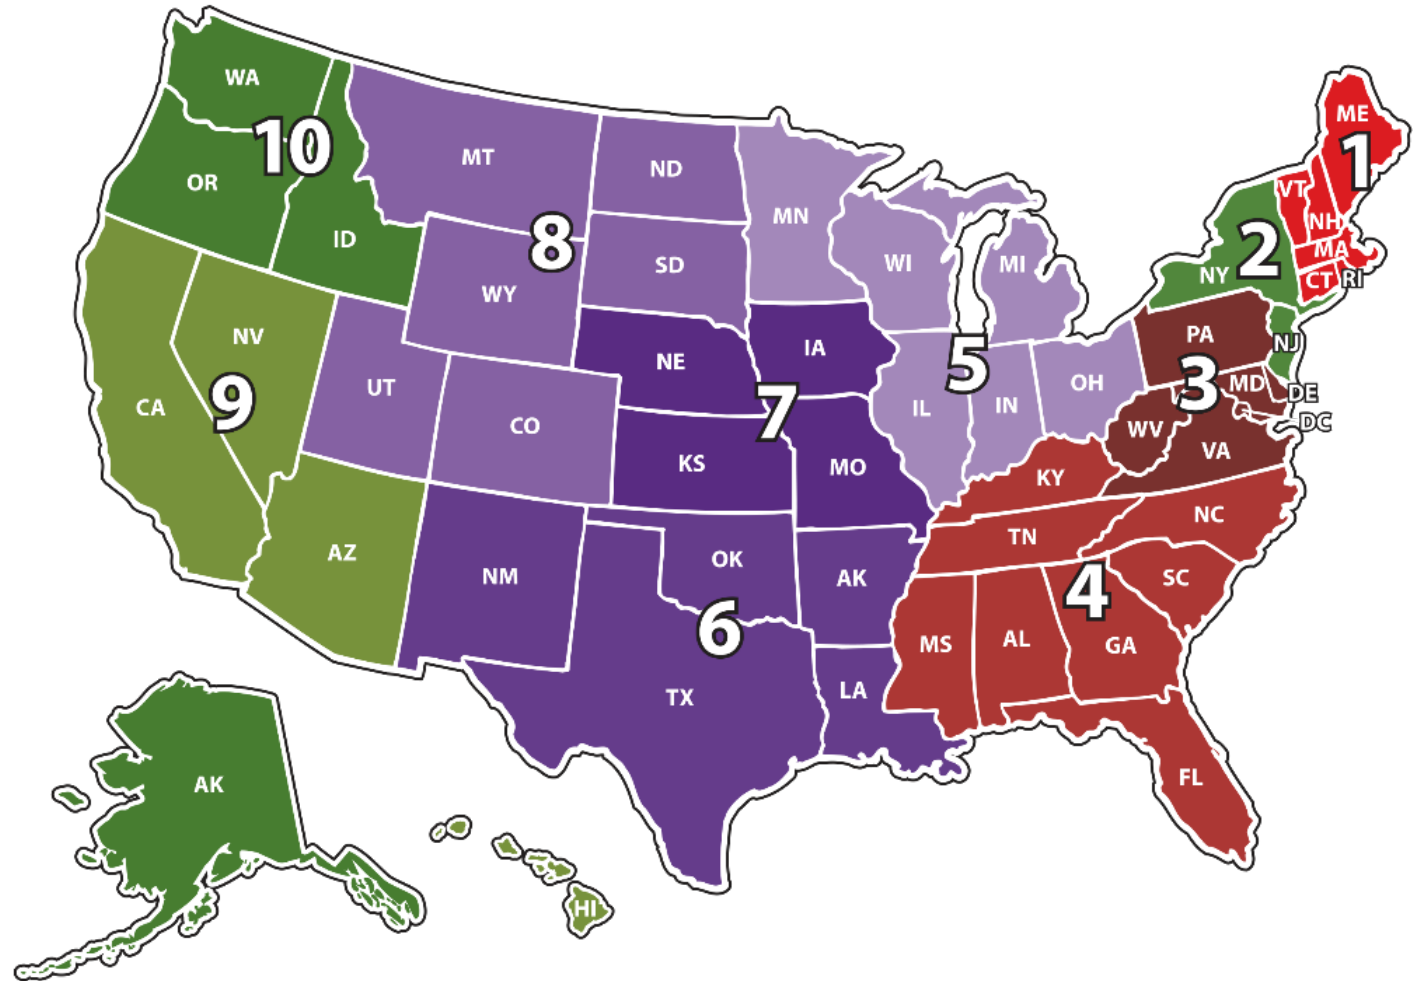 WA
10
OR
ID
MT
ND
MN
ME
1
VT
NH
MA
CT
RI
2
NY
8
WY
SD
WI
MI
5
NV
9
CA
UT
CO
NE
IA
7
KS
MO
IL
IN
OH
PA
NJ
3
MD
DE
DC
WV
VA
KY
NC
TN
SC
4
AZ
NM
OK
AK
6
TX
LA
MS
AL
GA
FL
AK
HI